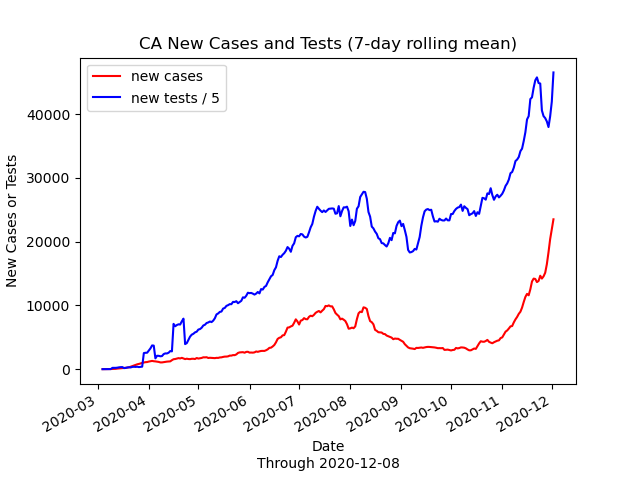 CA New Cases and Tests (7-day rolling mean)
new cases
new tests / 5
New Cases or Tests
40000
30000
20000
10000
0
2020-03
2020-04
2020-05
2020-06
2020-07
2020-08
2020-09
2020-10
2020-11
2020-12
Date
Through 2020-12-08